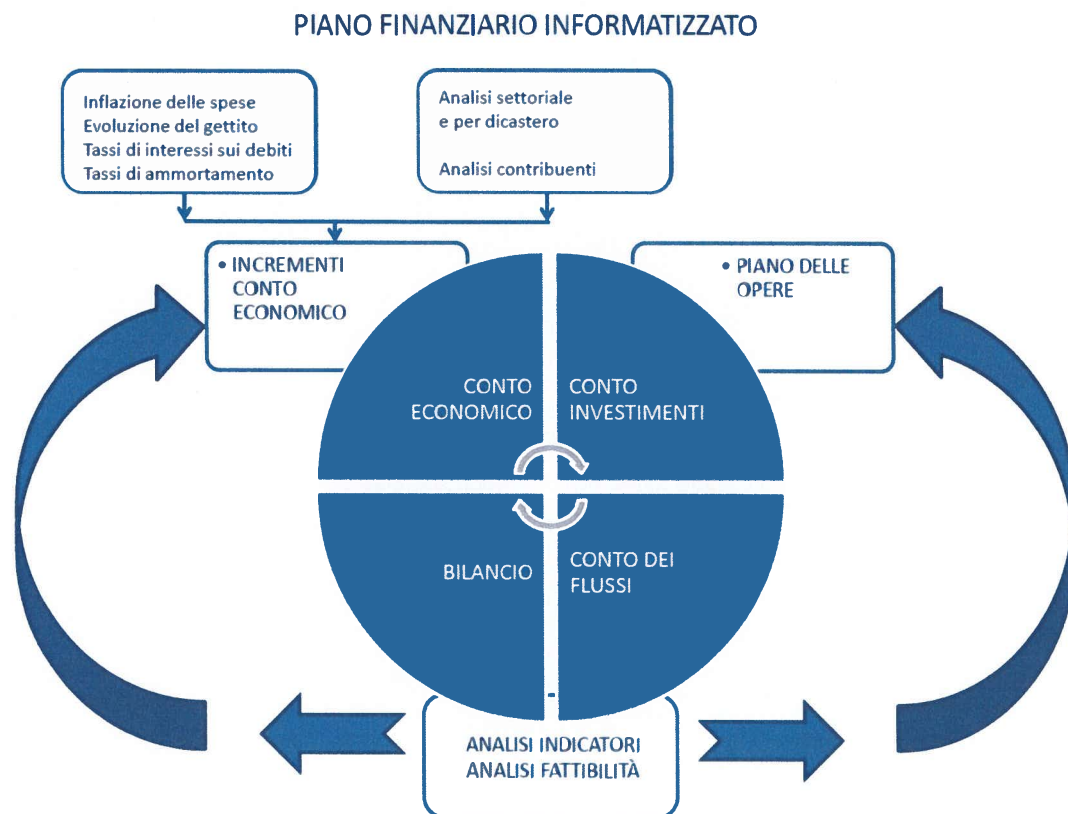 PIANO FINANZIARIO INFORMATIZZATO
Inflazione delle spese
Evoluzione del gettito
Tassi di interessi sui debiti
Tassi di ammortamento
Analisi settoriale
e per dicastero
Analisi contribuenti
• INCREMENTI
CONTO
ECONOMICO
• PIANO DELLE
OPERE
CONTO
ECONOMICO
CONTO
INVESTIMENTI
BILANCIO
CONTO DEI
FLUSSI
ANALISI INDICATORI
ANALISI FATTIBILITÀ